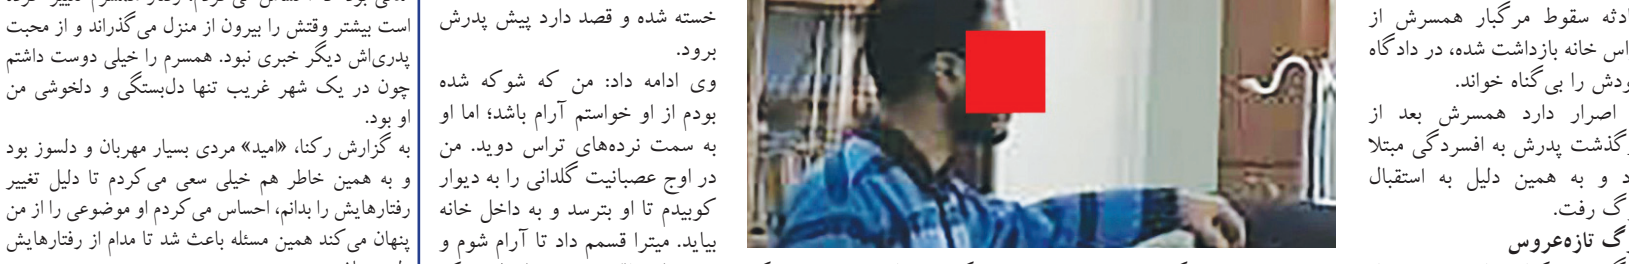 سقوط مرگبار همسرش از
خانه بازداشت شده، در دادگاه
را بی‌گناه خواند.
اصرار دارد همسرش بعد از
پدرش به افسردگی مبتلا
و به همین دلیل به استقبال
رفت.
تازه‌عروس
خسته شده و قصد دارد پیش پدرش
برود.
وی ادامه داد: من که شوکه شده
بودم از او خواستم آرام باشد؛ اما او
به سمت نرده‌های تراس دوید. من
در اوج عصبانیت گلدانی را به دیوار
کوبیدم تا او بترسد و به داخل خانه
بیاید. میترا قسمم داد تا آرام شوم و
است بیشتر وقتش را بیرون از منزل می‌گذراند و از محبت
پدری‌اش دیگر خبری نبود. همسرم را خیلی دوست داشتم
چون در یک شهر غریب تنها دل‌بستگی و دلخوشی من
او بود.
به گزارش رکنا، «امید» مردی بسیار مهربان و دلسوز بود
و به همین خاطر هم خیلی سعی می‌کردم تا دلیل تغییر
رفتارهایش را بدانم، احساس می‌کردم او موضوعی را از من
پنهان می‌کند همین مسئله باعث شد تا مدام از رفتارهایش